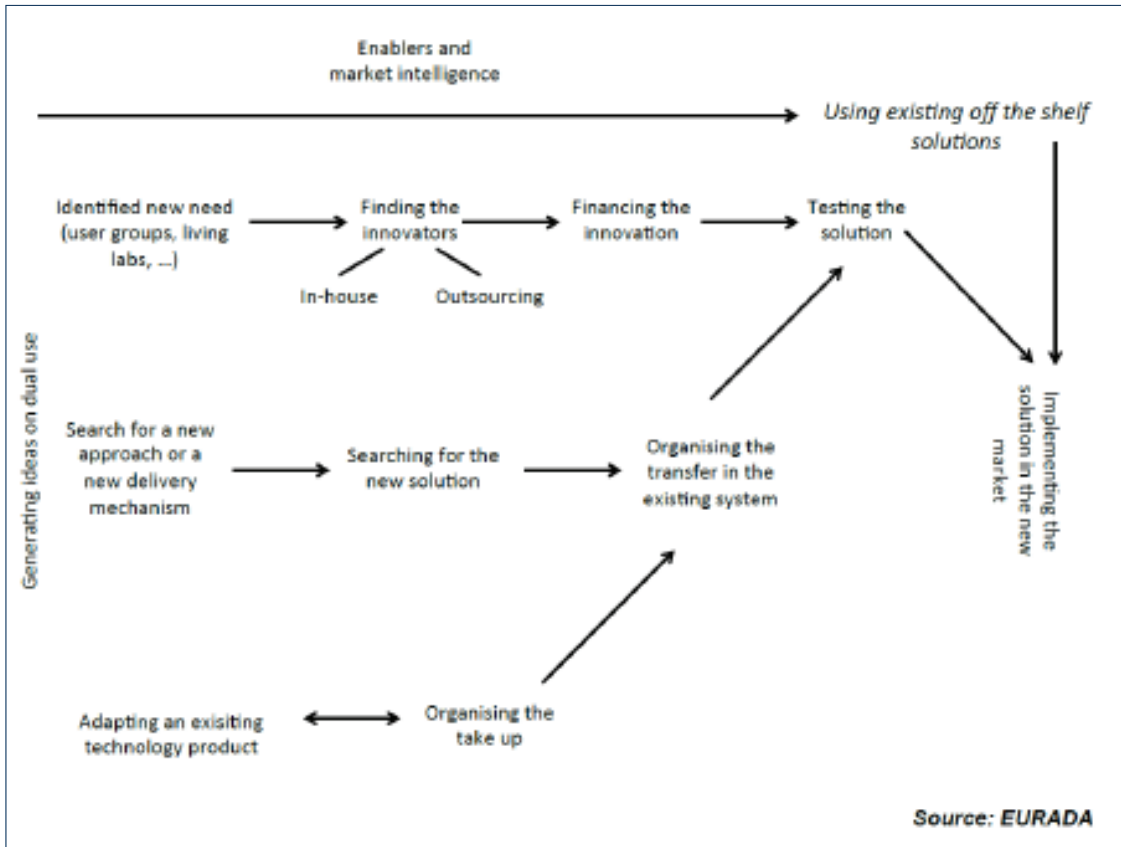 Enablers and
market intelligence
Using existing off the shelf
solutions
Identified new need
(user groups, living
labs, ...)
Finding the
innovators
Financing the
innovation
Testing the
solution
In-house
Outsourcing
Generating ideas on dual use
Search for a new
approach or a
new delivery
mechanism
Searching for the
new solution
Organising the
transfer in the
existing system
Implementing the
solution in the new
market
Adapting an exisiting
technology product
Organising the
take up
Source: EURADA